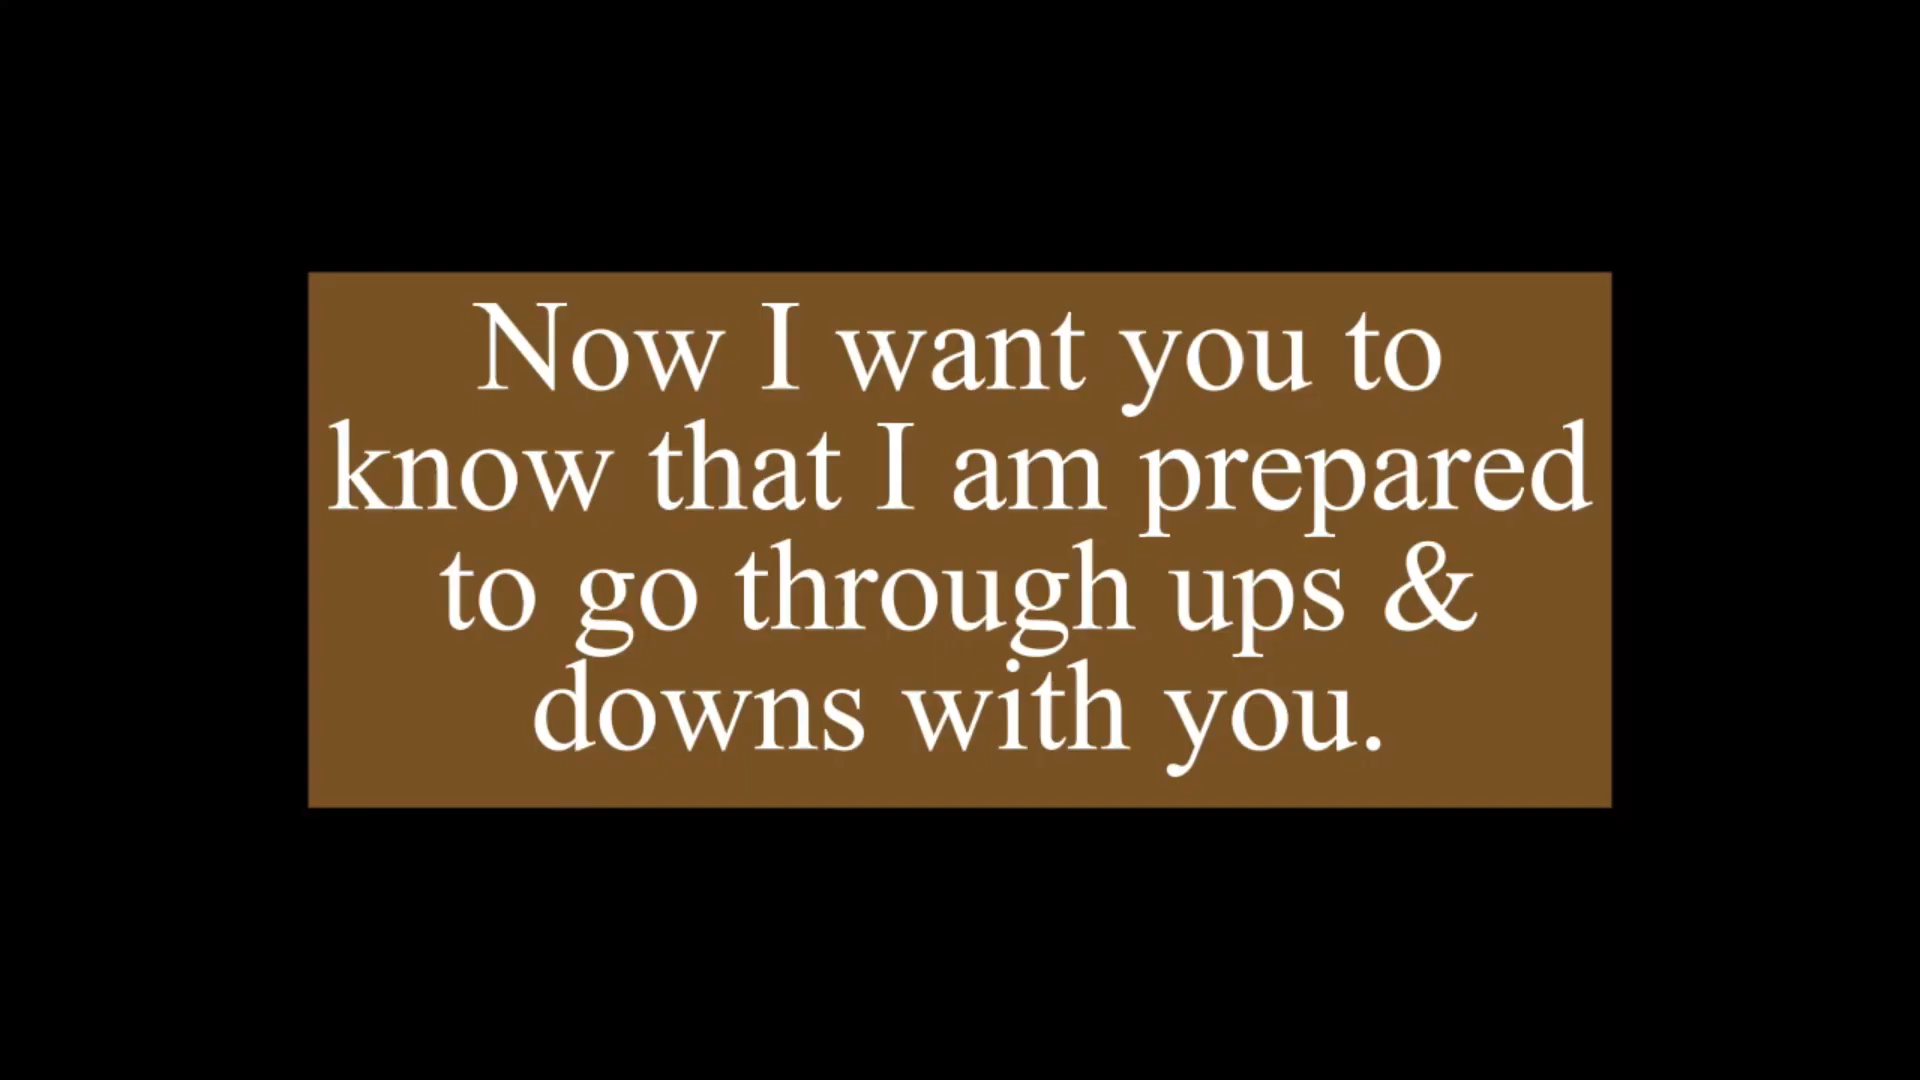 Now I want you to
know that I am prepared
to go through ups &
downs with you.